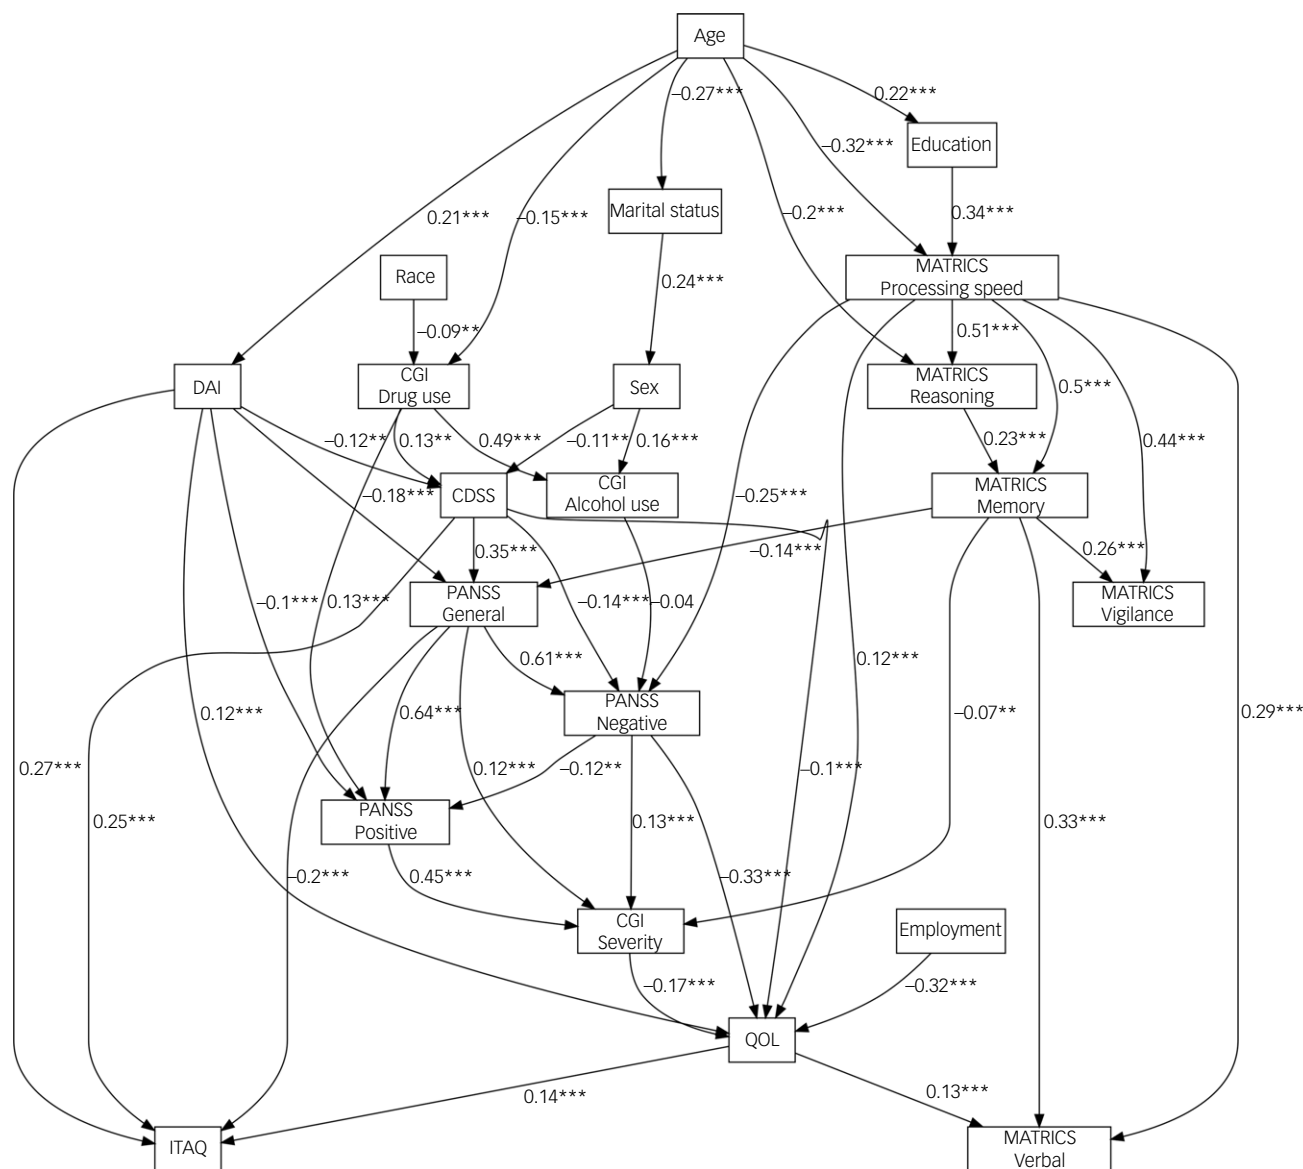 Age
–0.27***
0.22***
Education
–0.32***
0.21***
–0.15***
Marital status
–0.2***
0.34***
Race
0.24***
MATRICS
Processing speed
–0.09**
0.51***
DAI
CGI
Drug use
Sex
MATRICS
Reasoning
0.5***
–0.12**
0.13**
0.49***
–0.11**
0.16***
0.23***
0.44***
–0.18***
CDSS
CGI
Alcohol use
–0.25***
MATRICS
Memory
0.35***
–0.14***
0.26***
–0.1***
0.13***
PANSS
General
–0.14***
–0.04
MATRICS
Vigilance
0.61***
0.12***
0.12***
0.64***
PANSS
Negative
–0.07**
0.29***
0.27***
0.12***
–0.12**
–0.1***
0.25***
PANSS
Positive
0.13***
0.33***
–0.2***
0.45***
–0.33***
CGI
Severity
Employment
–0.17***
–0.32***
QOL
0.14***
0.13***
ITAQ
MATRICS
Verbal